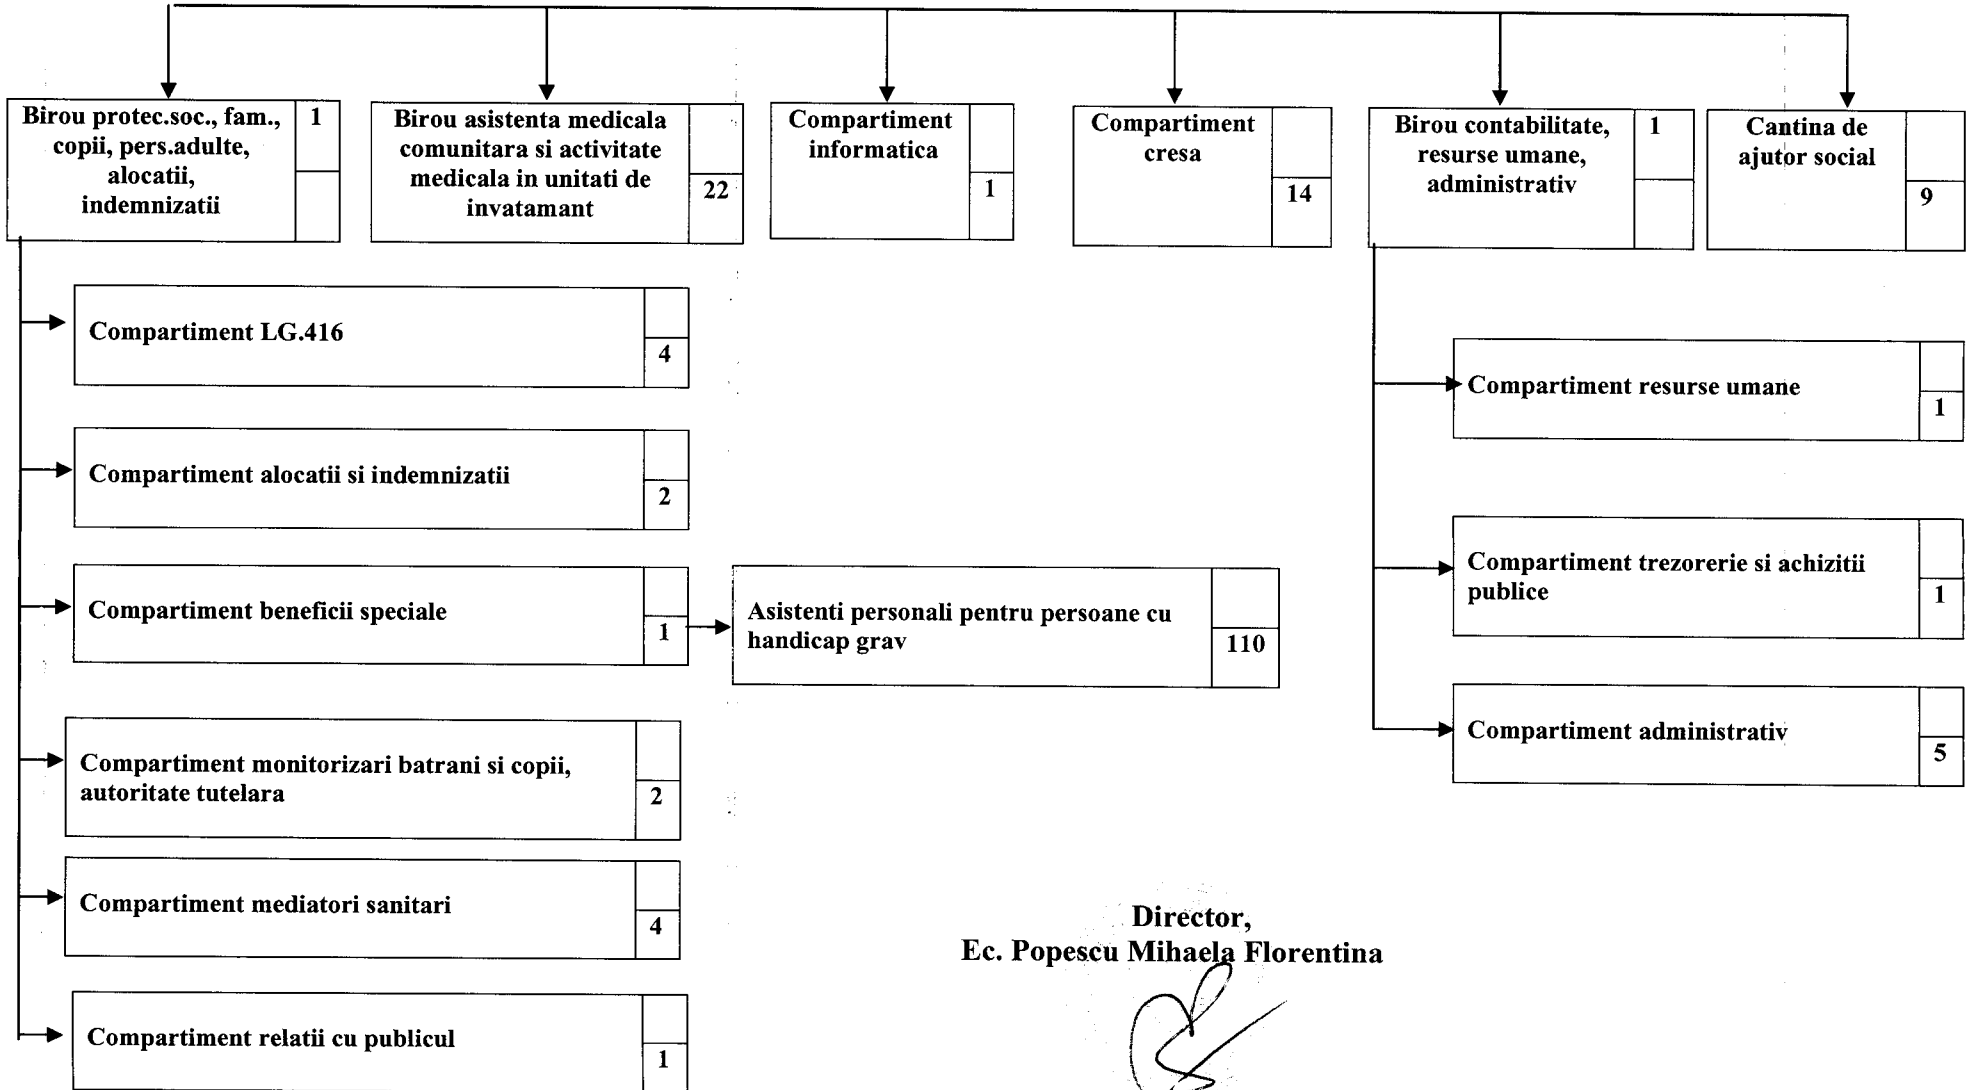 Birou protec.soc., fam.,
copii, pers.adulte,
alocatii,
indemnizatii
1
Birou asistenta medicala
comunitara si activitate
medicala in unitati de
invatamant
22
Compartiment
informatica
1
Compartiment
cresa
14
Birou contabilitate,
resurse umane,
administrativ
1
Cantina de
ajutor social
9
Compartiment LG.416
4
Compartiment alocatii si indemnizatii
2
Compartiment beneficii speciale
1
Asistenti personali pentru persoane cu
handicap grav
110
Compartiment monitorizari batrani si copii,
autoritate tutelara
2
Compartiment mediatori sanitari
4
Compartiment relatii cu publicul
1
Compartiment resurse umane
1
Compartiment trezorerie si achizitii
publice
1
Compartiment administrativ
5
Director,
Ec. Popescu Mihaela Florentina